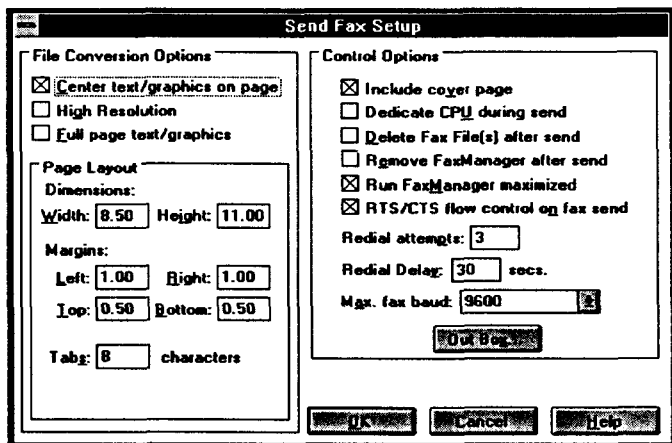 Send Fax Setup
File Conversion Options
Center text/graphics on page
High Resolution
Full page text/graphics
Page Layout
Dimensions:
Width: 8.50 Height: 11.00
Margins:
Left: 1.00 Right: 1.00
Top: 0.50 Bottom: 0.50
Tabs: 8 characters
Control Options
Include cover page
Dedicate CPU during send
Delete Fax File(s) after send
Remove FaxManager after send
Run FaxManager maximized
RTS/CTS flow control on fax send
Redial attempts: 3
Redial Delay: 30 secs.
Max. fax baud: 9600
Out Box...
OK Cancel Help